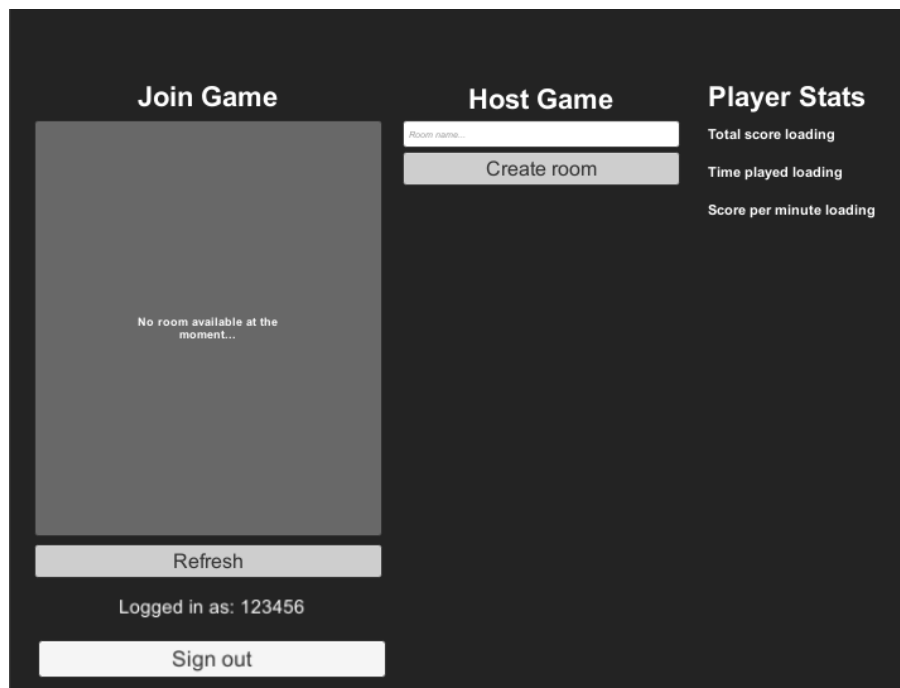 Join Game
No room available at the
moment...
Refresh
Logged in as: 123456
Sign out
Host Game
Room name...
Create room
Player Stats
Total score loading
Time played loading
Score per minute loading